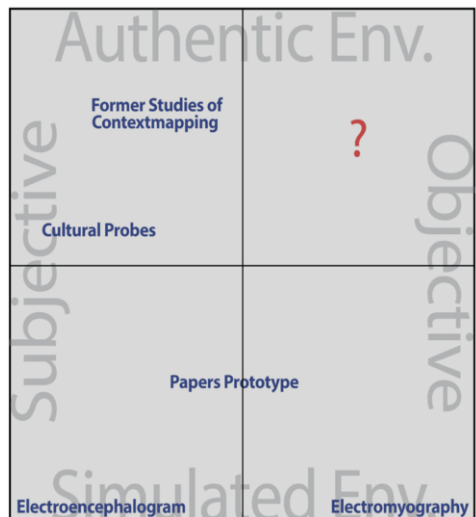 Authentic Env.
Former Studies of
Contextmapping
?
Subjective
Objective
Cultural Probes
Papers Prototype
Simulated Env.
Electroencephalogram
Electromyography